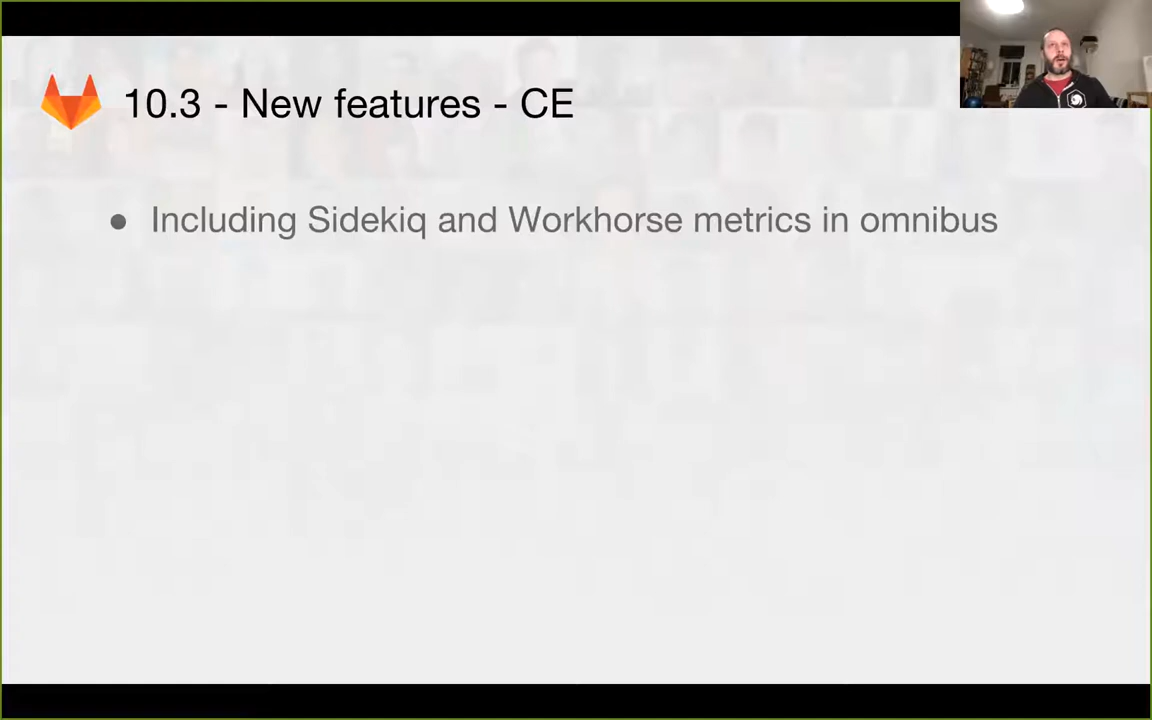 10.3 - New features - CE
● Including Sidekiq and Workhorse metrics in omnibus